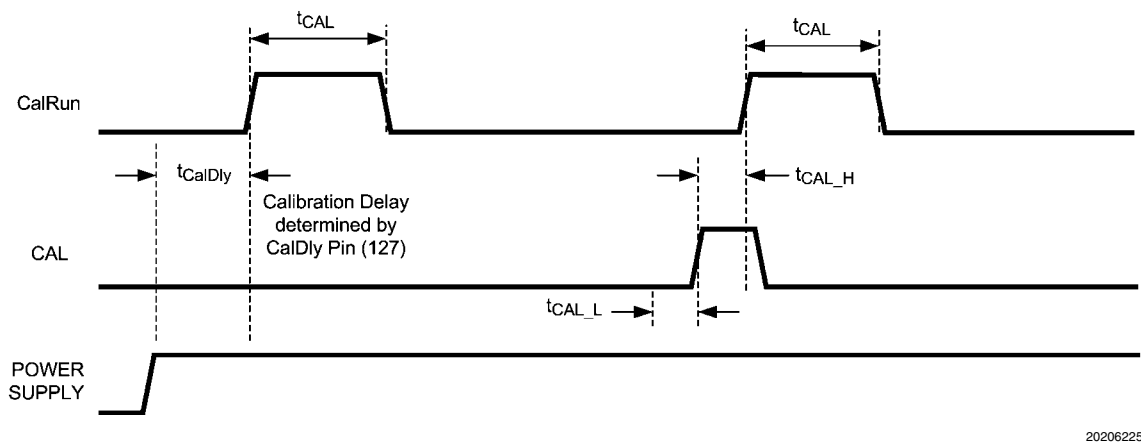 tCAL
tCAL
CalRun
tCalDly
tCAL_H
Calibration Delay
determined by
CalDly Pin (127)
CAL
tCAL_L
POWER
SUPPLY
20206225